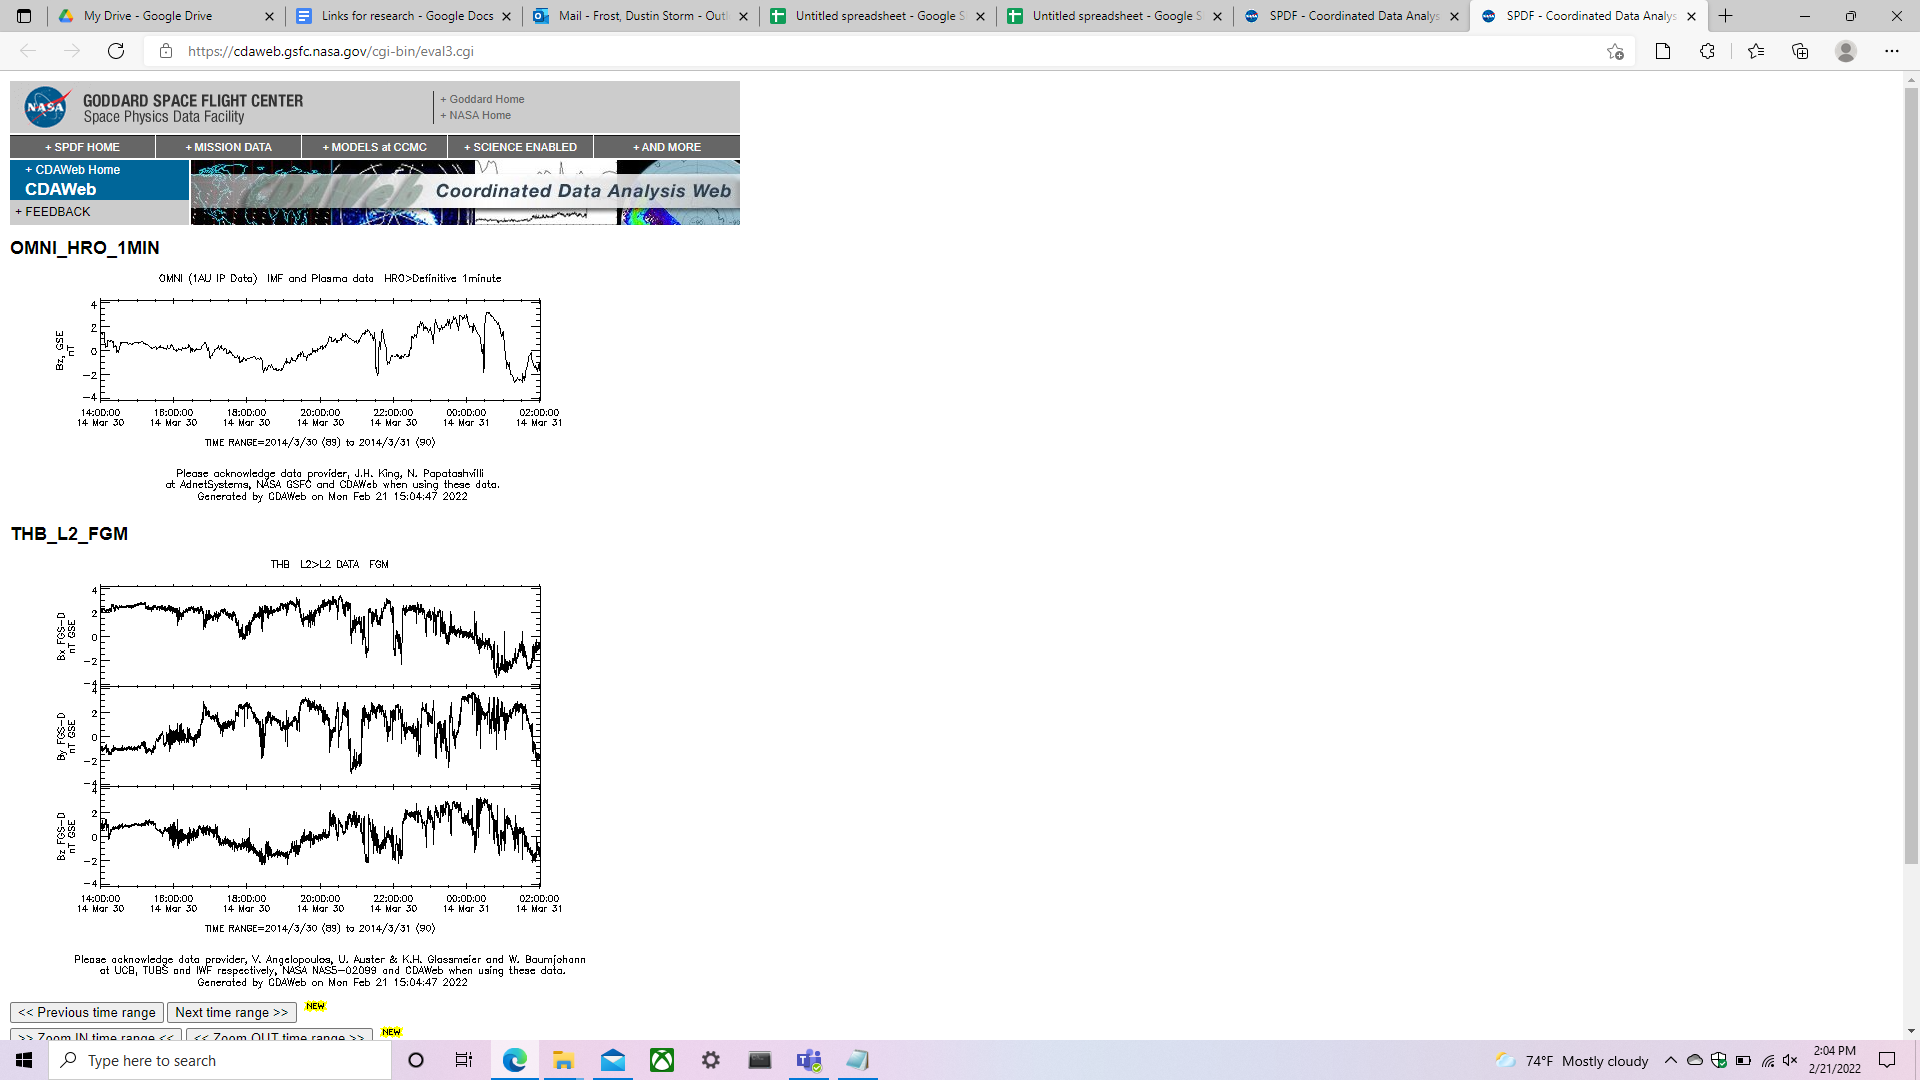 My Drive - Google Drive
Links for research - Google Docs
Mail - Frost, Dustin Storm - Outl
Untitled spreadsheet - Google S
Untitled spreadsheet - Google S
SPDF - Coordinated Data Analys
SPDF - Coordinated Data Analys
https://cdaweb.gsfc.nasa.gov/cgi-bin/eval3.cgi
NASA
GODDARD SPACE FLIGHT CENTER
Space Physics Data Facility
+ Goddard Home
+ NASA Home
+ SPDF HOME
+ MISSION DATA
+ MODELS at CCMC
+ SCIENCE ENABLED
+ AND MORE
+ CDAWeb Home
CDAWeb
+ FEEDBACK
Coordinated Data Analysis Web
OMNI_HRO_1MIN
OMNI (1AU IP Data) IMF and Plasma data HRO>Definitive 1minute
Bz, GSE
nT
4
2
0
-2
-4
14:00:00 16:00:00 18:00:00 20:00:00 22:00:00 00:00:00 02:00:00
14 Mar 30 14 Mar 30 14 Mar 30 14 Mar 30 14 Mar 30 14 Mar 31 14 Mar 31
TIME RANGE=2014/3/30 (89) to 2014/3/31 (90)
Please acknowledge data provider, J.H. King, N. Papatashvilli
at AdnetSystems, NASA GSFC and CDAWeb when using these data.
Generated by CDAWeb on Mon Feb 21 15:04:47 2022
THB_L2_FGM
THB L2>L2 DATA FGM
Bx FGS-D
nT GSE
4
2
0
-2
-4
By FGS-D
nT GSE
4
2
0
-2
-4
Bz FGS-D
nT GSE
4
2
0
-2
-4
14:00:00 16:00:00 18:00:00 20:00:00 22:00:00 00:00:00 02:00:00
14 Mar 30 14 Mar 30 14 Mar 30 14 Mar 30 14 Mar 30 14 Mar 31 14 Mar 31
TIME RANGE=2014/3/30 (89) to 2014/3/31 (90)
Please acknowledge data provider, V. Angelopoulos, U. Auster & K.H. Glassmeier and W. Baumjohann
at UCB, TUBS and IWF respectively, NASA NAS5-02099 and CDAWeb when using these data.
Generated by CDAWeb on Mon Feb 21 15:04:47 2022
<< Previous time range
Next time range >>
NEW
>> Zoom IN time range <<
<< Zoom OUT time range >>
NEW
Type here to search
74°F Mostly cloudy
2:04 PM
2/21/2022